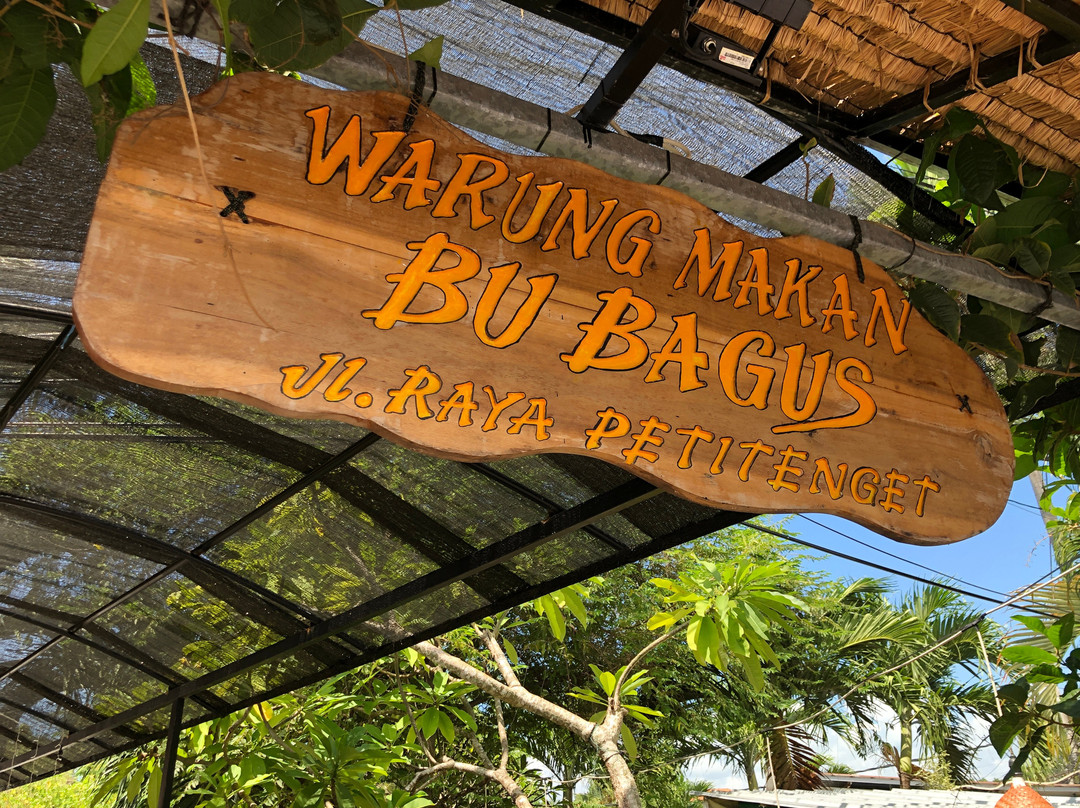 WARUNG MAKAN
BU BAGUS
Jl. RAYA PETITENGET